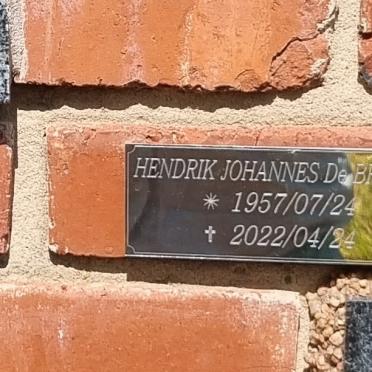 HENDRIK JOHANNES De
* 1957/07/24
✝ 2022/04/24